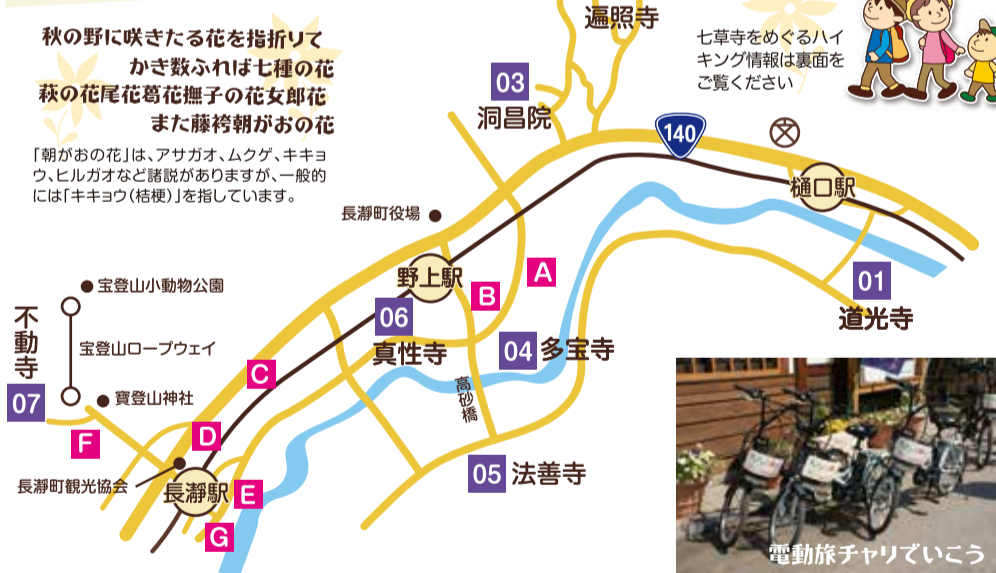 秋の野に咲きたる花を指折りて
かき数ふれば七種の花
萩の花尾花葛花撫子の花女郎花
また藤袴朝がおの花
「朝がおの花」は、アサガオ、ムクゲ、キキョ
ウ、ヒルガオなど諸説がありますが、一般的
には「キキョウ（桔梗）」を指しています。
遍照寺
七草寺をめぐるハイ
キング情報は裏面を
ご覧ください
03
洞昌院
140
樋口駅
長瀞町役場
野上駅
A
B
01
道光寺
宝登山小動物公園
不動寺
宝登山ロープウェイ
06
真性寺
04 多宝寺
C
高砂橋
07
寳登山神社
F
D
長瀞町観光協会
長瀞駅
E
G
05 法善寺
電動旅チャリでいこう